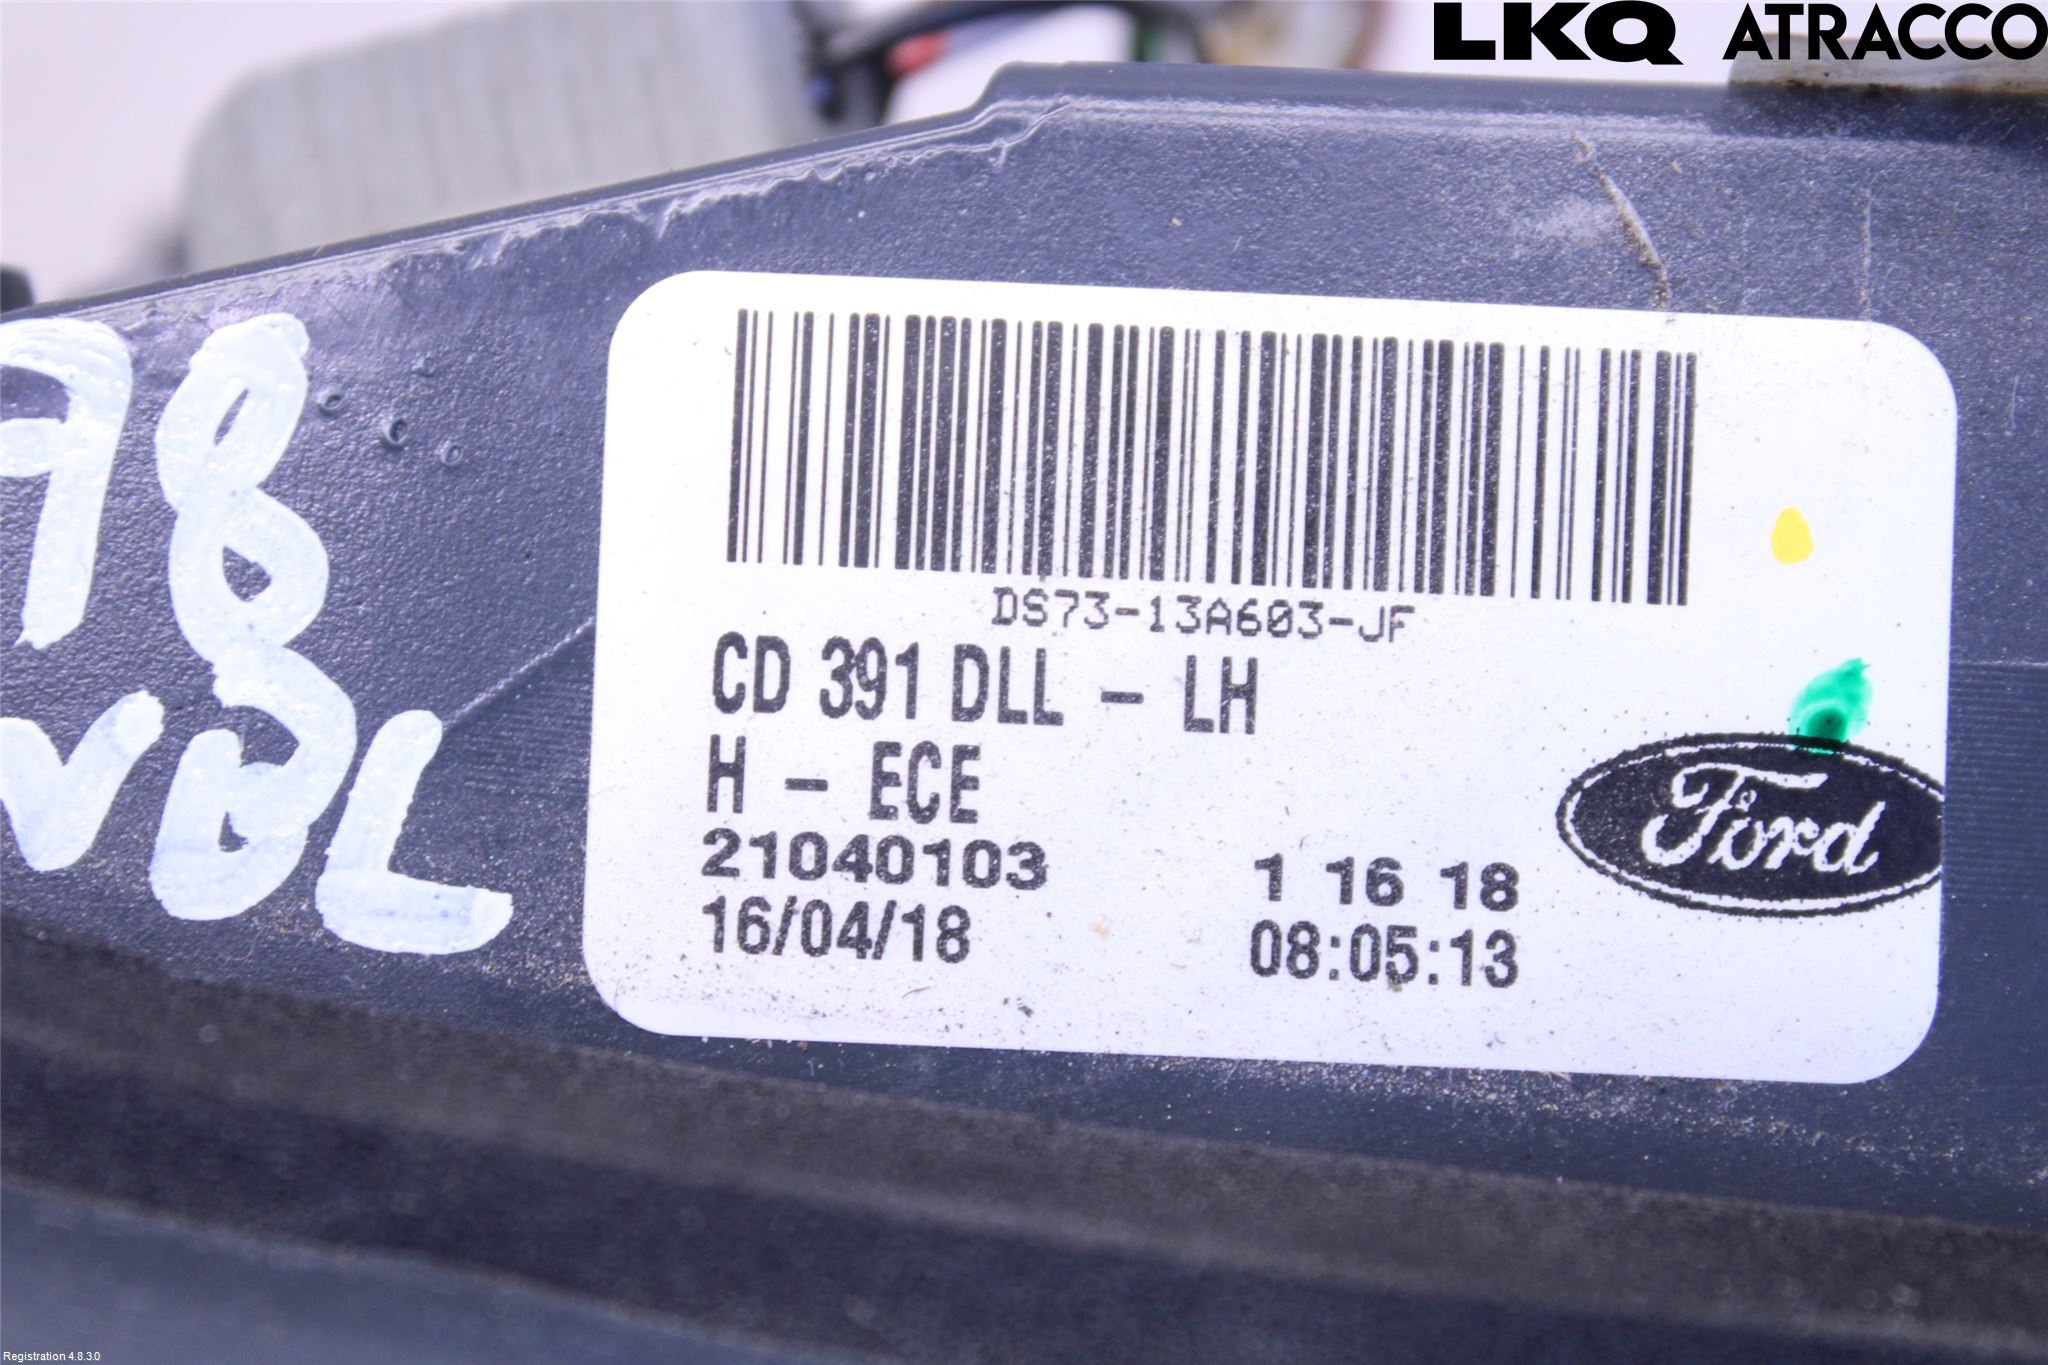 LKQ ATRACCO
98
VDL
DS73-13A603-JF
CD 391 DLL - LH
H - ECE
21040103 1 16 18
16/04/18 08:05:13
Ford
Registration 4.8.3.0